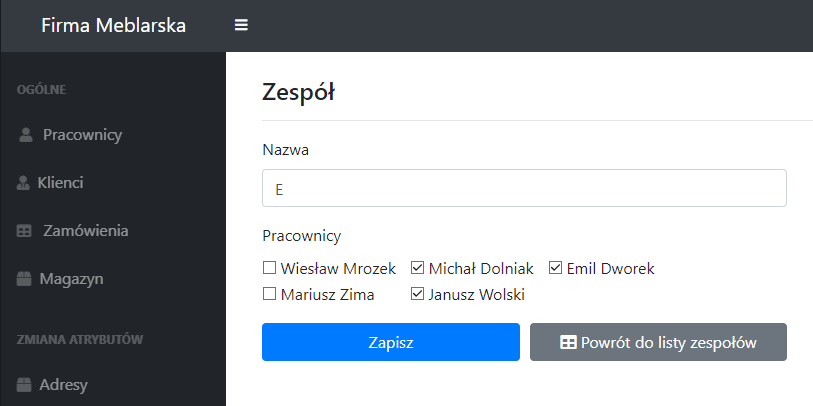 Firma Meblarska
OGÓLNE
Pracownicy
Klienci
Zamówienia
Magazyn
ZMIANA ATRYBUTÓW
Adresy
Zespół
Nazwa
E
Pracownicy
Wiesław Mrozek Michał Dolniak Emil Dworek
Mariusz Zima Janusz Wolski
Zapisz Powrót do listy zespołów